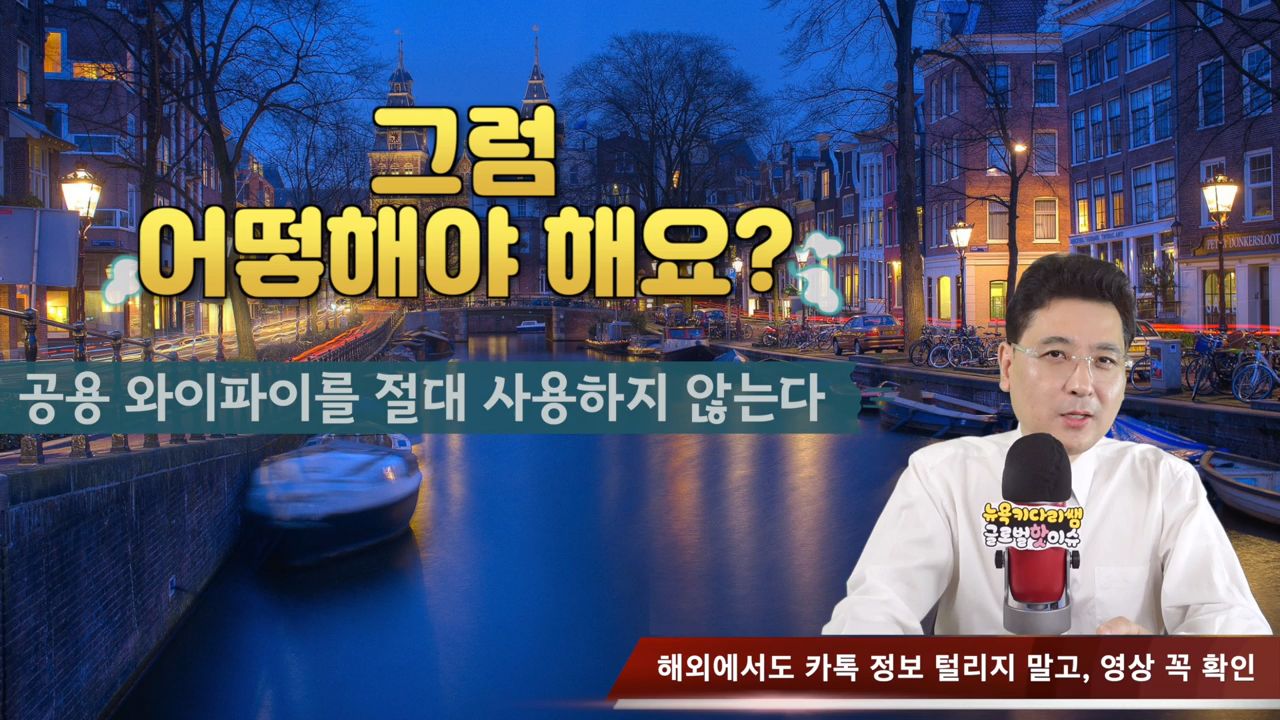 그럼
어떻해야 해요?
공용 와이파이를 절대 사용하지 않는다
뉴욕키다리쌤
글로벌핫이슈
해외에서도 카톡 정보 털리지 말고, 영상 꼭 확인